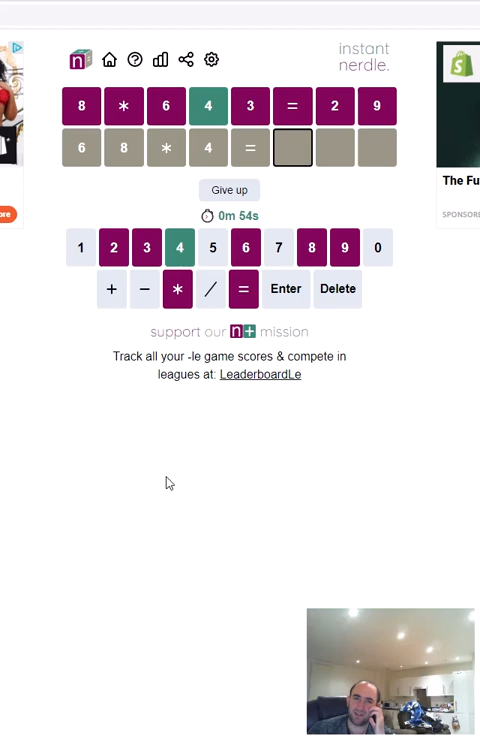 n
instant
nerdle.
8 * 6 4 3 = 2 9
6 8 * 4 =
Give up
0m 54s
1 2 3 4 5 6 7 8 9 0
+ - * / = Enter Delete
support our n+ mission
Track all your -le game scores & compete in
leagues at: LeaderboardLe
ore
The Fu
SPONSORE